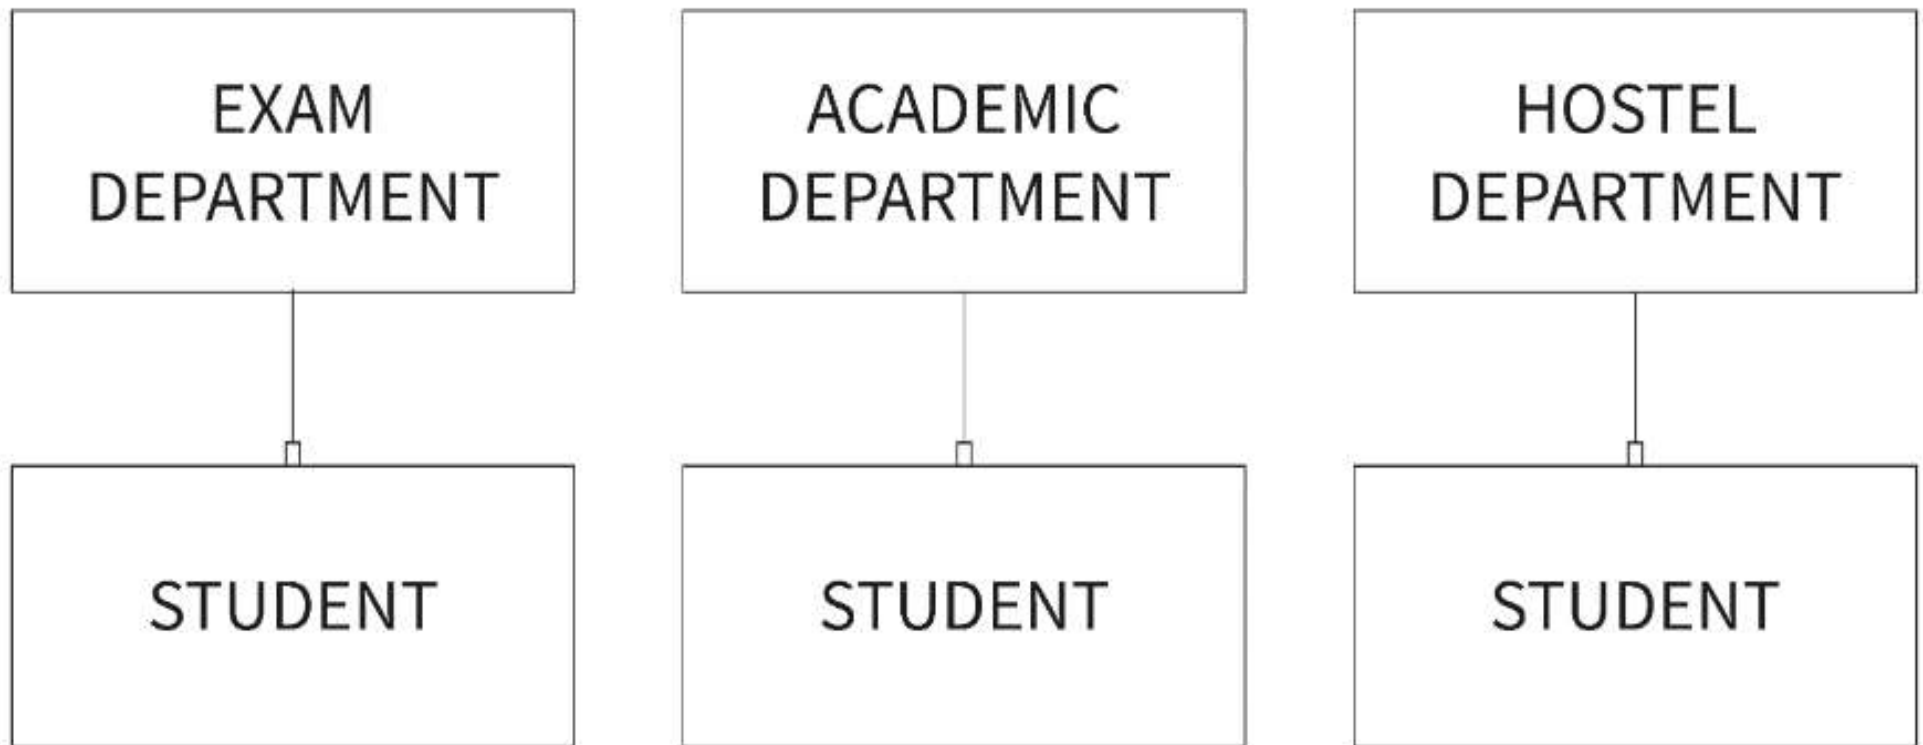 EXAM
DEPARTMENT
ACADEMIC
DEPARTMENT
HOSTEL
DEPARTMENT
STUDENT
STUDENT
STUDENT